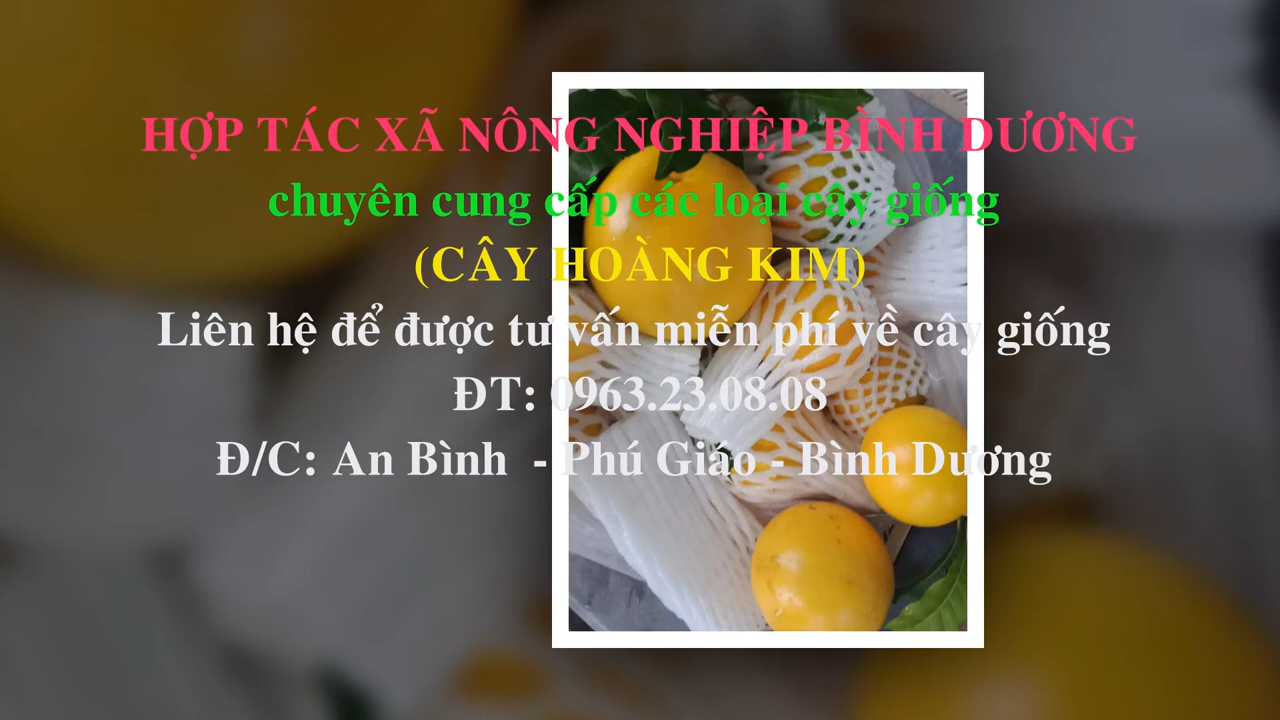 HỢP TÁC XÃ NÔNG NGHIỆP BÌNH DƯƠNG
chuyên cung cấp các loại cây giống
(CÂY HOÀNG KIM)
Liên hệ để được tư vấn miễn phí về cây giống
ĐT: 0963.23.08.08
Đ/C: An Bình - Phú Giáo - Bình Dương